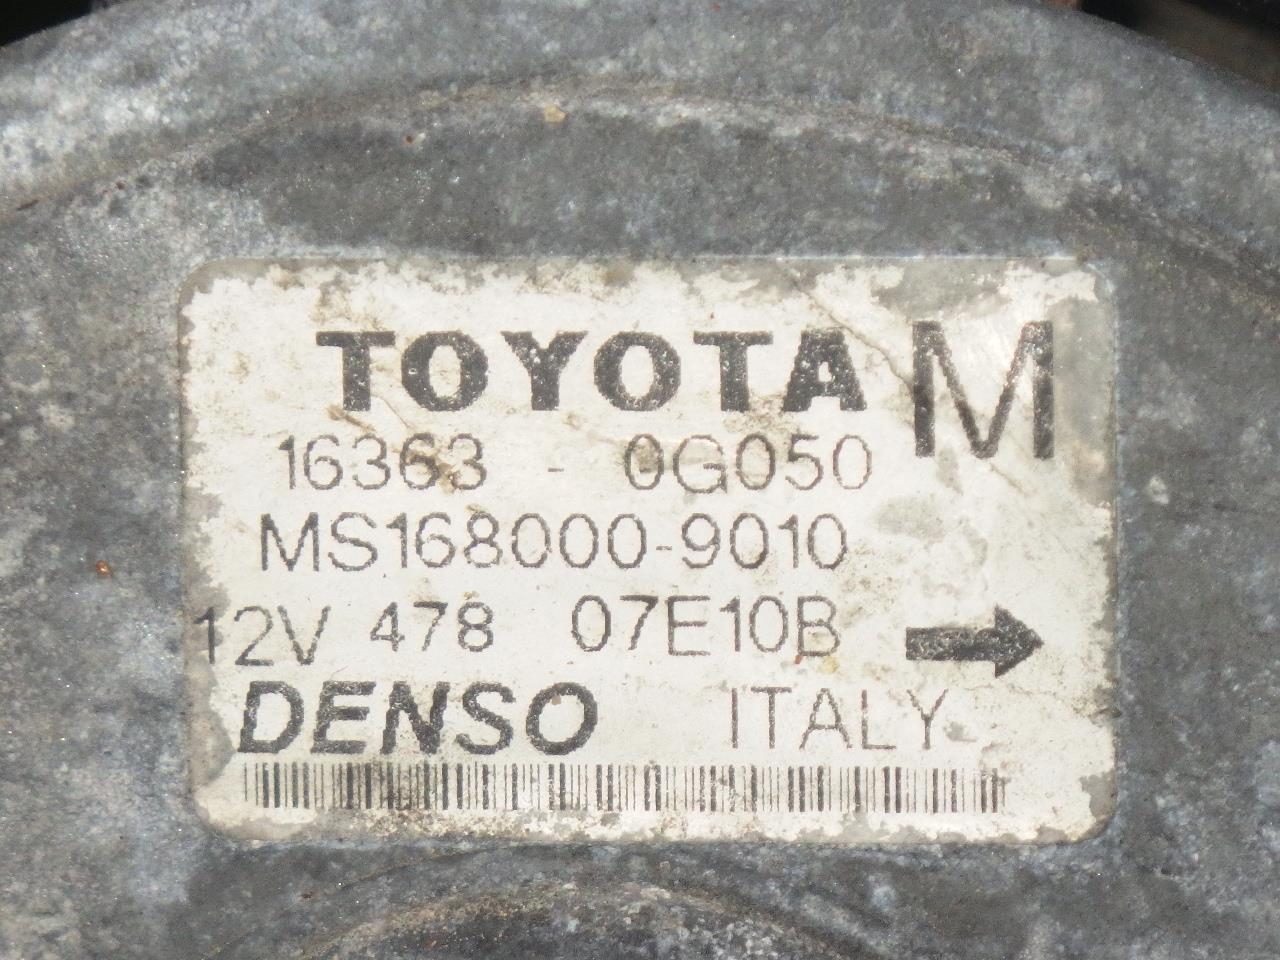 TOYOTA M
16363 - 0G050
MS168000-9010
12V 478 07E10B
DENSO ITALY